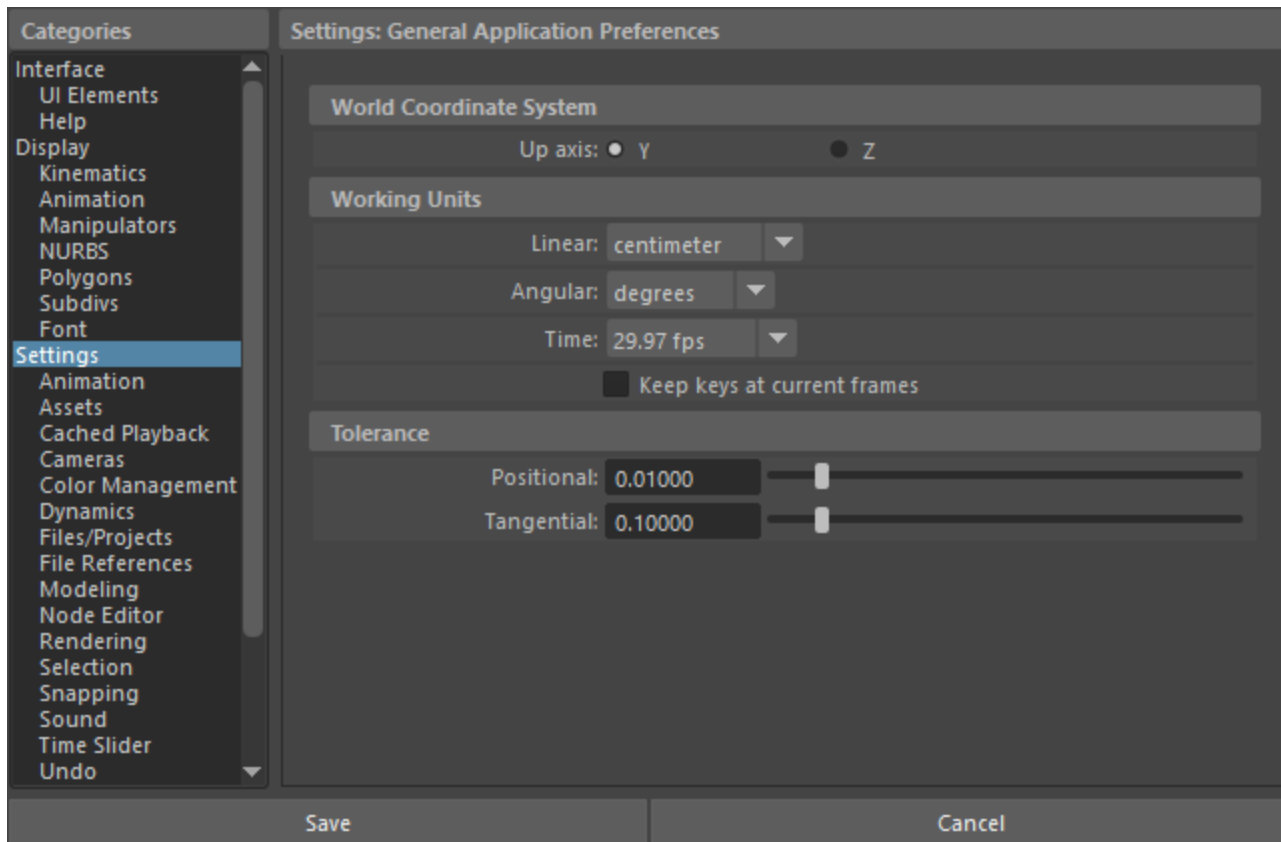 Categories
Interface
UI Elements
Help
Display
Kinematics
Animation
Manipulators
NURBS
Polygons
Subdivs
Font
Settings
Animation
Assets
Cached Playback
Cameras
Color Management
Dynamics
Files/Projects
File References
Modeling
Node Editor
Rendering
Selection
Snapping
Sound
Time Slider
Undo
Settings: General Application Preferences
World Coordinate System
Up axis: Y Z
Working Units
Linear: centimeter
Angular: degrees
Time: 29.97 fps
Keep keys at current frames
Tolerance
Positional: 0.01000
Tangential: 0.10000
Save Cancel